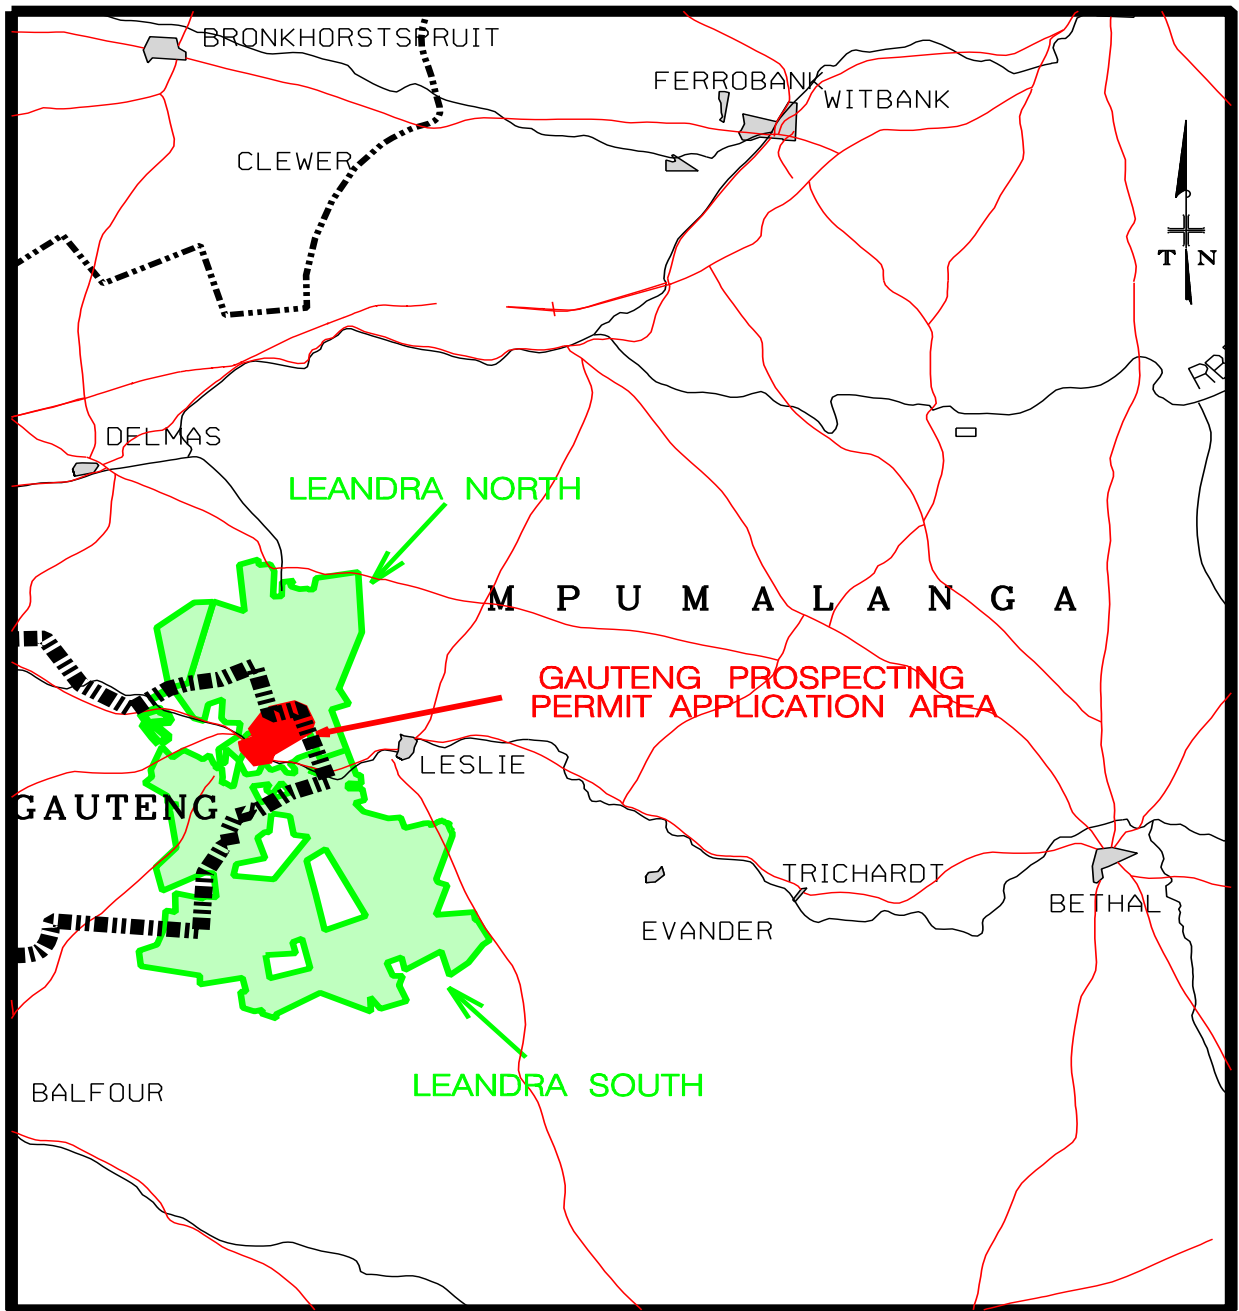 BRONKHORSTSPRUIT
FERROBANK
WITBANK
CLEWER
T N
DELMAS
LEANDRA NORTH
MPUMALANGA
GAUTENG PROSPECTING
PERMIT APPLICATION AREA
LESLIE
GAUTENG
TRICHARDT
BETHAL
EVANDER
LEANDRA SOUTH
BALFOUR